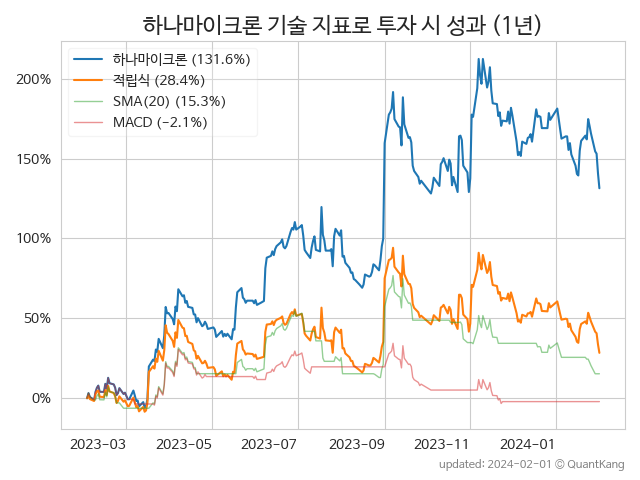 하나마이크론 기술 지표로 투자 시 성과 (1년)
하나마이크론 (131.6%)
적립식 (28.4%)
SMA(20) (15.3%)
MACD (−2.1%)
200%
150%
100%
50%
0%
2023-03 2023-05 2023-07 2023-09 2023-11 2024-01
updated: 2024-02-01 © QuantKang